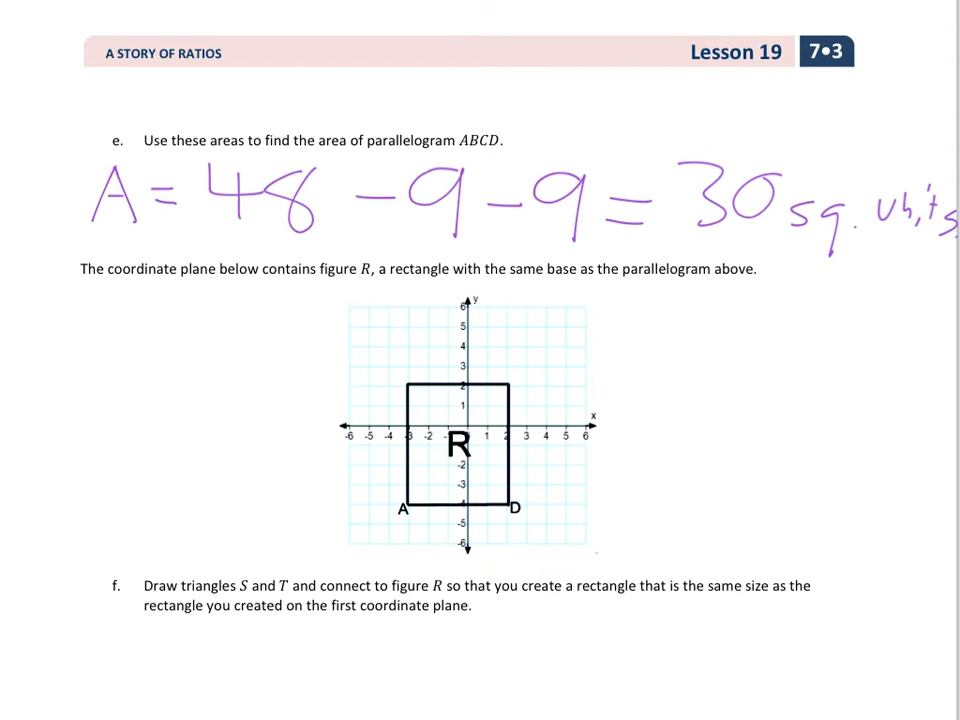 A STORY OF RATIOS
Lesson 19
7•3
e. Use these areas to find the area of parallelogram ABCD.
A = 48 - 9 - 9 = 30 sq. units
The coordinate plane below contains figure R, a rectangle with the same base as the parallelogram above.
y
6
5
4
3
2
1
x
-6 -5 -4 -3 -2 - 1 2 3 4 5 6
R
-2
-3
-4
A D
-5
-6
f. Draw triangles S and T and connect to figure R so that you create a rectangle that is the same size as the
rectangle you created on the first coordinate plane.